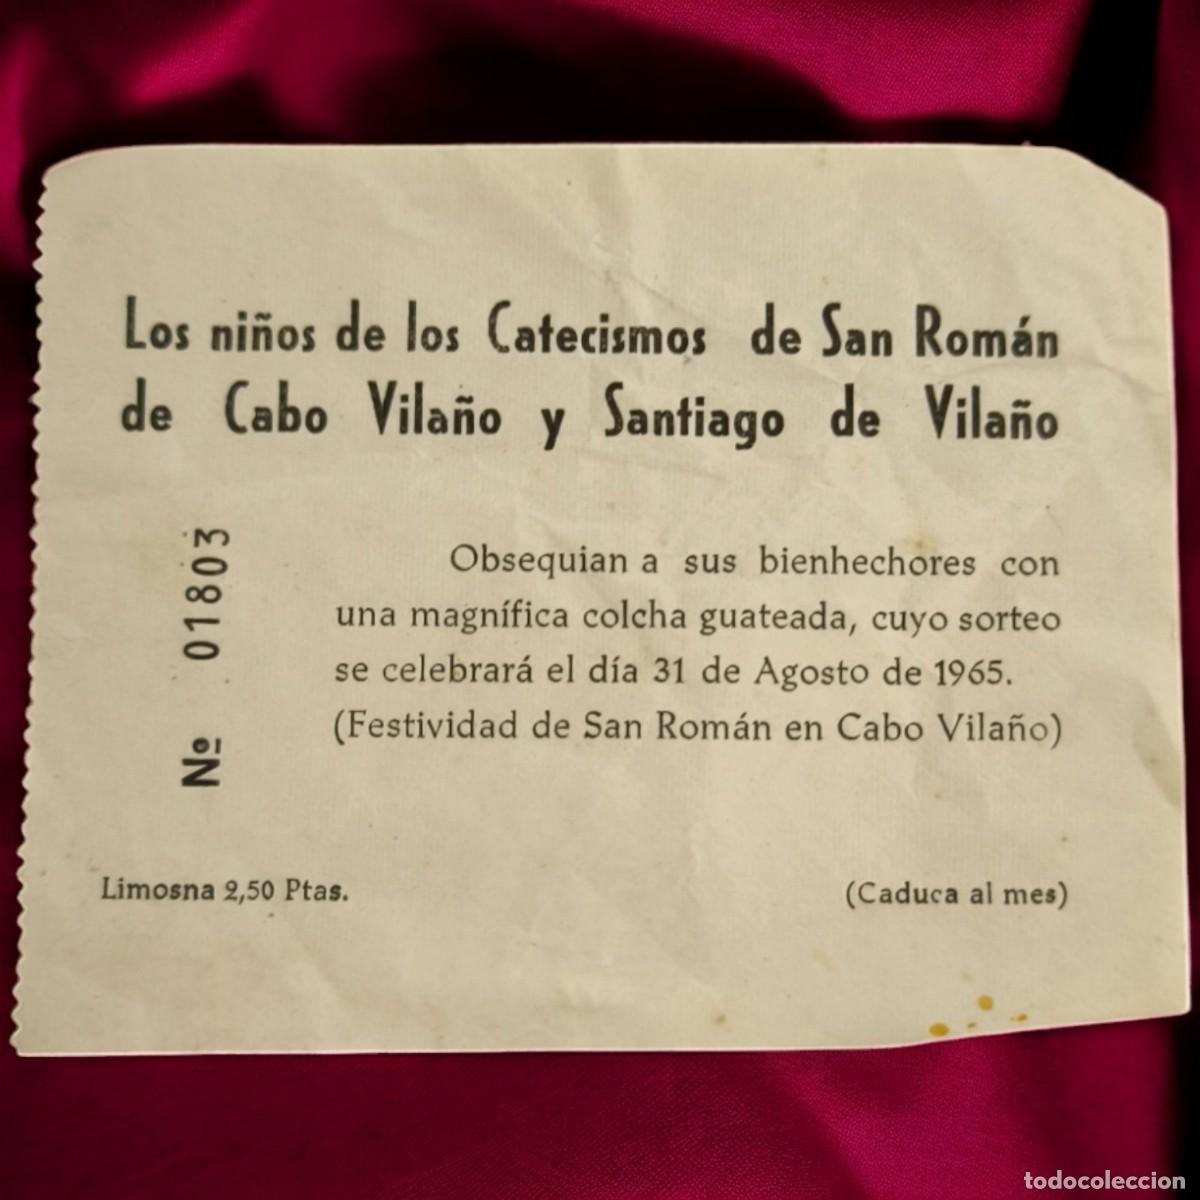 Los niños de los Catecismos de San Román
de Cabo Vilaño y Santiago de Vilaño
Nº 01803
Obsequian a sus bienhechores con
una magnífica colcha guateada, cuyo sorteo
se celebrará el día 31 de Agosto de 1965.
(Festividad de San Román en Cabo Vilaño)
Limosna 2,50 Ptas.
(Caduca al mes)
todocoleccion